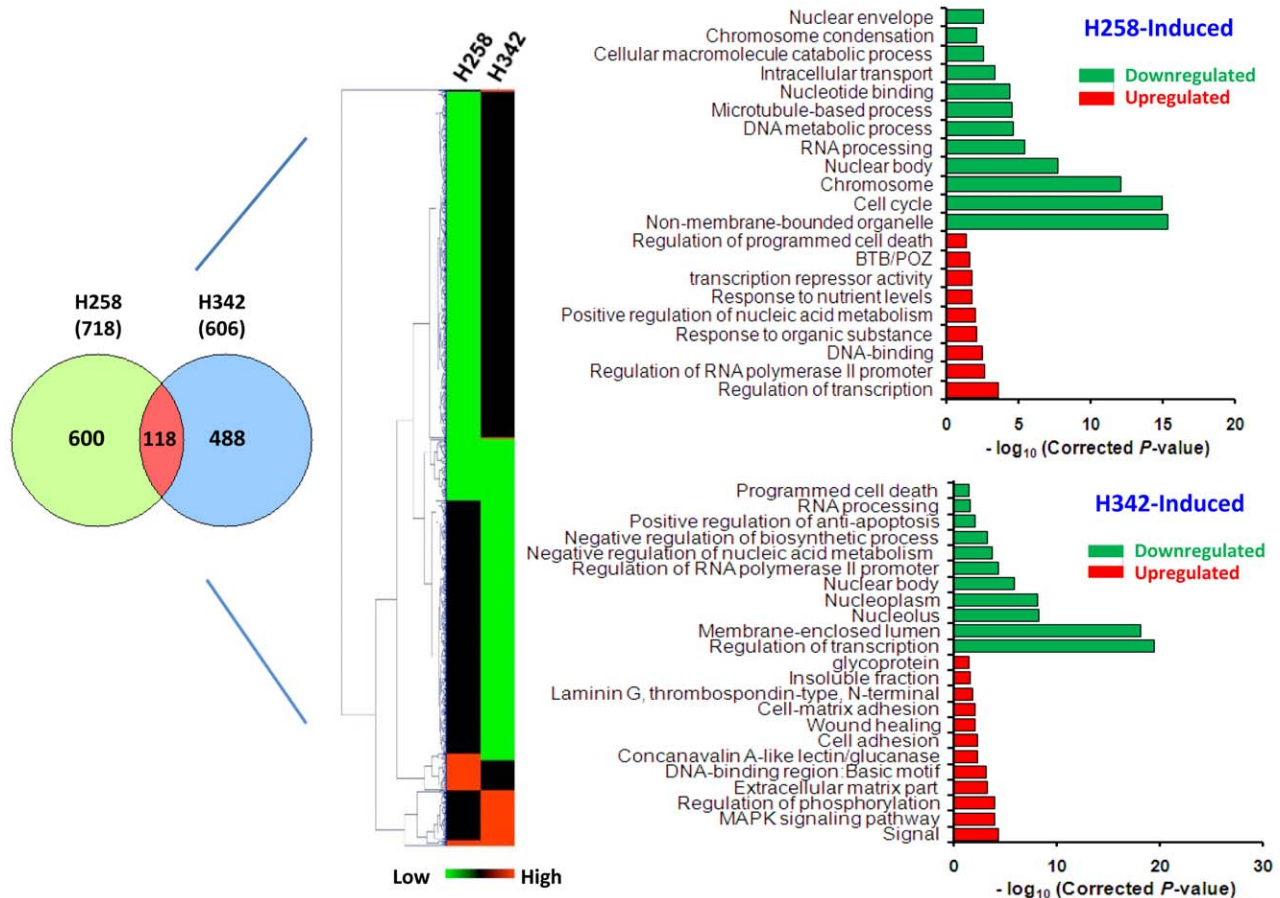 H258
(718)
H342
(606)
600
118
488
H258
H342
Low
High
Nuclear envelope
Chromosome condensation
Cellular macromolecule catabolic process
Intracellular transport
Nucleotide binding
Microtubule-based process
DNA metabolic process
RNA processing
Nuclear body
Chromosome
Cell cycle
Non-membrane-bounded organelle
Regulation of programmed cell death
BTB/POZ
transcription repressor activity
Response to nutrient levels
Positive regulation of nucleic acid metabolism
Response to organic substance
DNA-binding
Regulation of RNA polymerase II promoter
Regulation of transcription
H258-Induced
Downregulated
Upregulated
0 5 10 15 20
- log10 (Corrected P-value)
Programmed cell death
RNA processing
Positive regulation of anti-apoptosis
Negative regulation of biosynthetic process
Negative regulation of nucleic acid metabolism
Regulation of RNA polymerase II promoter
Nuclear body
Nucleoplasm
Nucleolus
Membrane-enclosed lumen
Regulation of transcription
glycoprotein
Insoluble fraction
Laminin G, thrombospondin-type, N-terminal
Cell-matrix adhesion
Wound healing
Cell adhesion
Concanavalin A-like lectin/glucanase
DNA-binding region:Basic motif
Extracellular matrix part
Regulation of phosphorylation
MAPK signaling pathway
Signal
H342-Induced
Downregulated
Upregulated
0 10 20 30
- log10 (Corrected P-value)